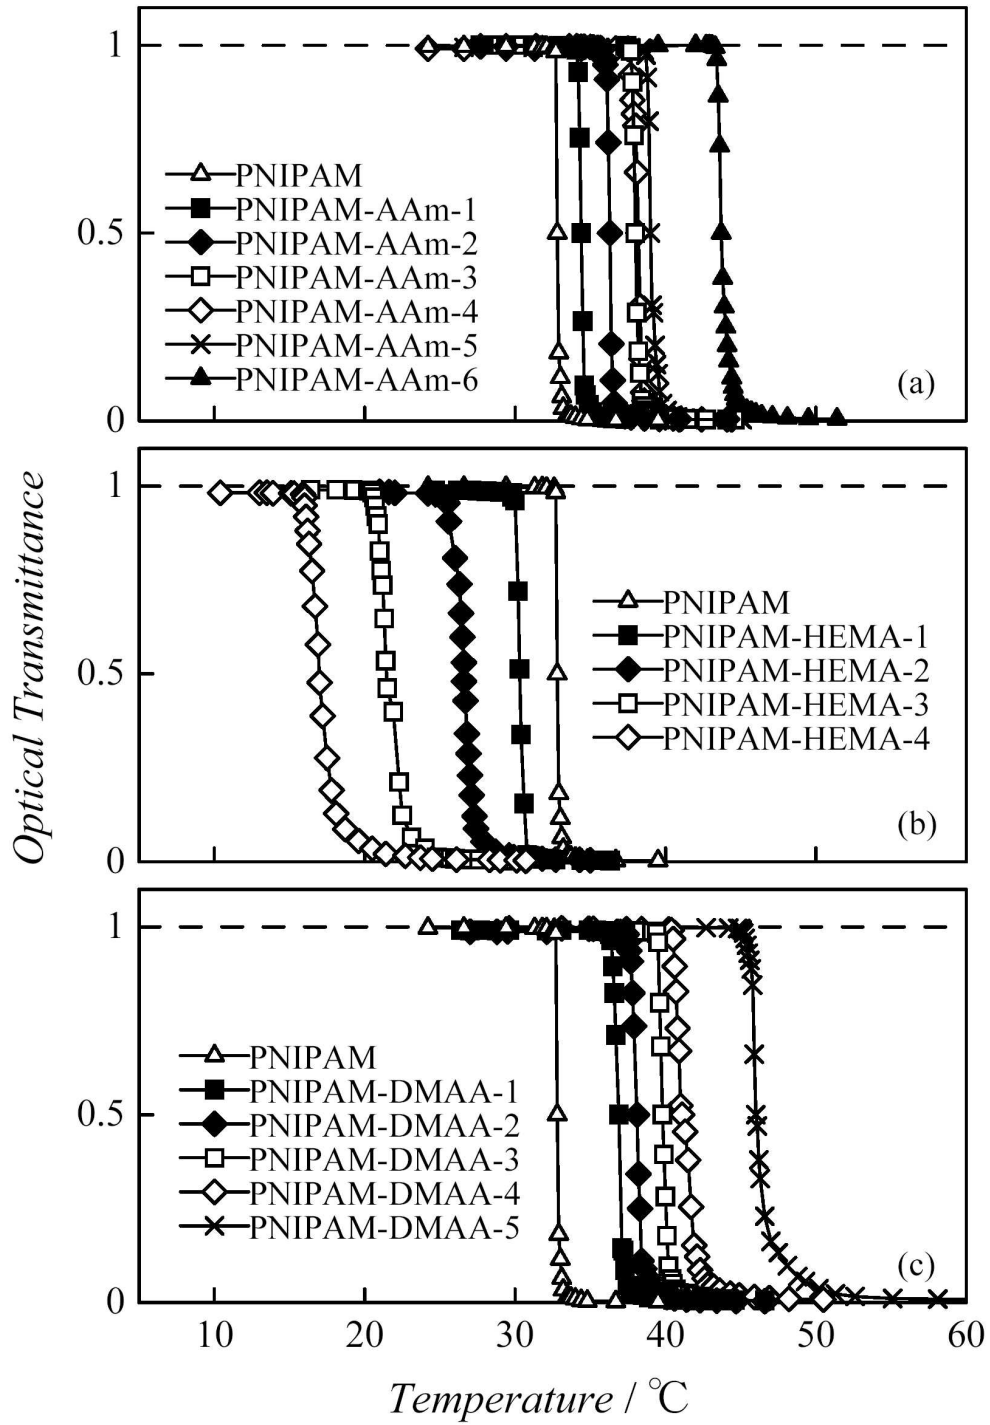 1
0.5
0
PNIPAM
PNIPAM-AAm-1
PNIPAM-AAm-2
PNIPAM-AAm-3
PNIPAM-AAm-4
PNIPAM-AAm-5
PNIPAM-AAm-6
(a)
1
0.5
0
PNIPAM
PNIPAM-HEMA-1
PNIPAM-HEMA-2
PNIPAM-HEMA-3
PNIPAM-HEMA-4
(b)
Optical Transmittance
1
0.5
0
PNIPAM
PNIPAM-DMAA-1
PNIPAM-DMAA-2
PNIPAM-DMAA-3
PNIPAM-DMAA-4
PNIPAM-DMAA-5
(c)
10 20 30 40 50 60
Temperature / ℃